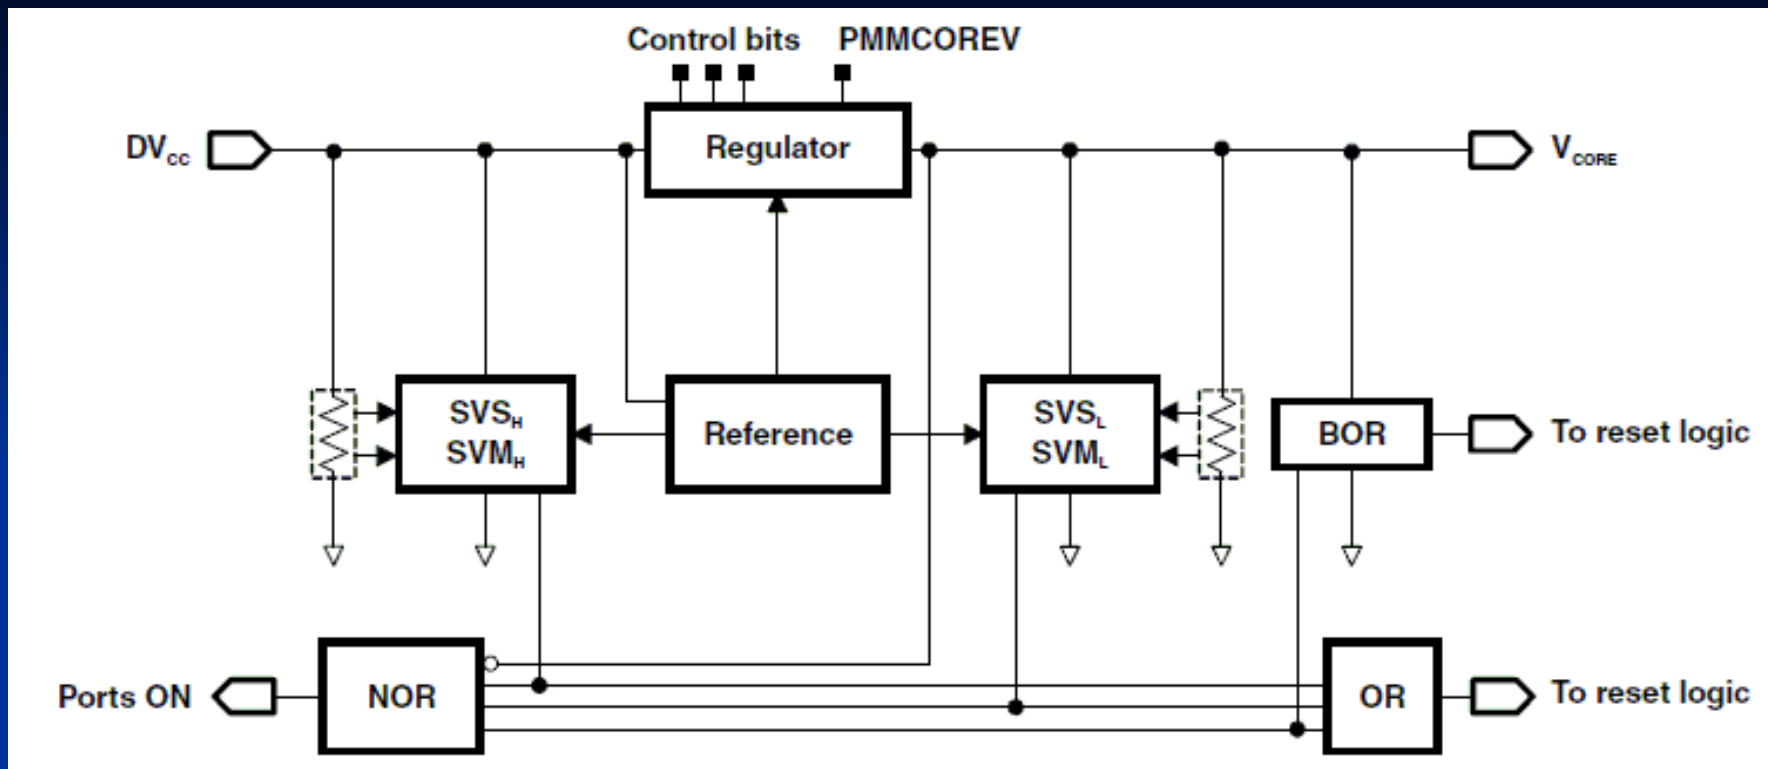 Control bits PMMCOREV
DVcc Regulator VCORE
SVSH
SVMH
Reference
SVSL
SVML
BOR To reset logic
Ports ON NOR OR To reset logic